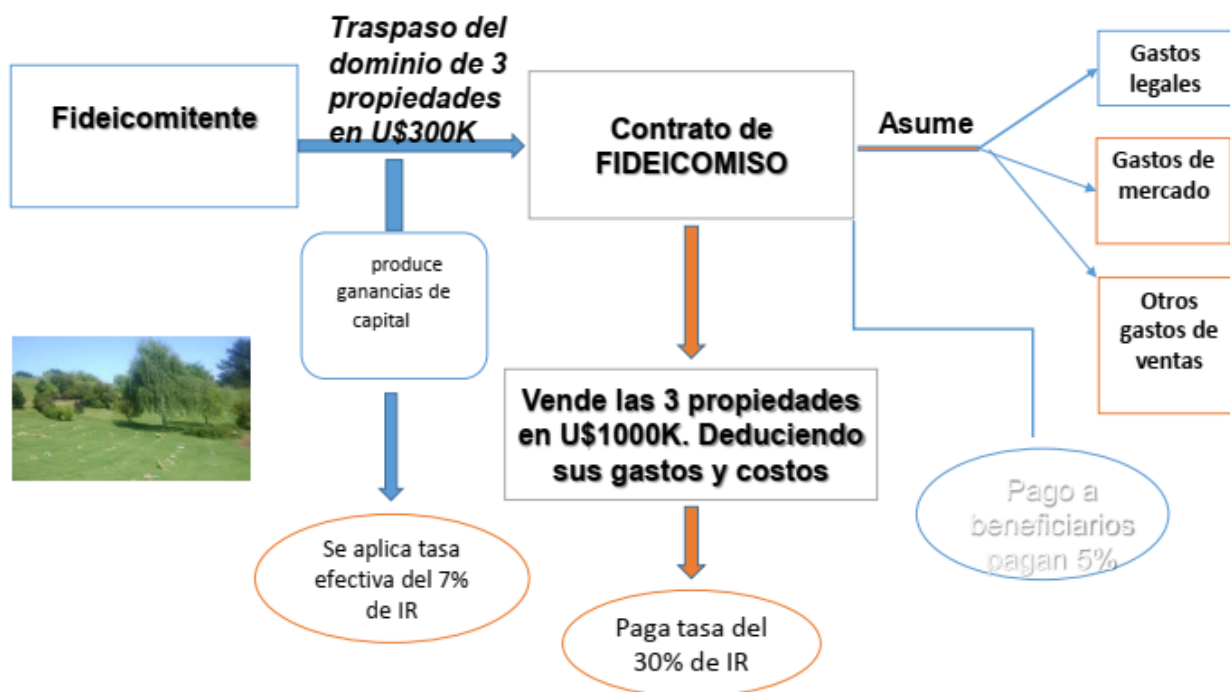 Fideicomitente
Traspaso del
dominio de 3
propiedades
en U$300K
Contrato de
FIDEICOMISO
Asume
Gastos
legales
Gastos de
mercado
Otros
gastos de
ventas
produce
ganancias de
capital
Vende las 3 propiedades
en U$1000K. Deduciendo
sus gastos y costos
Pago a
beneficiarios
pagan 5%
Se aplica tasa
efectiva del 7%
de IR
Paga tasa del
30% de IR